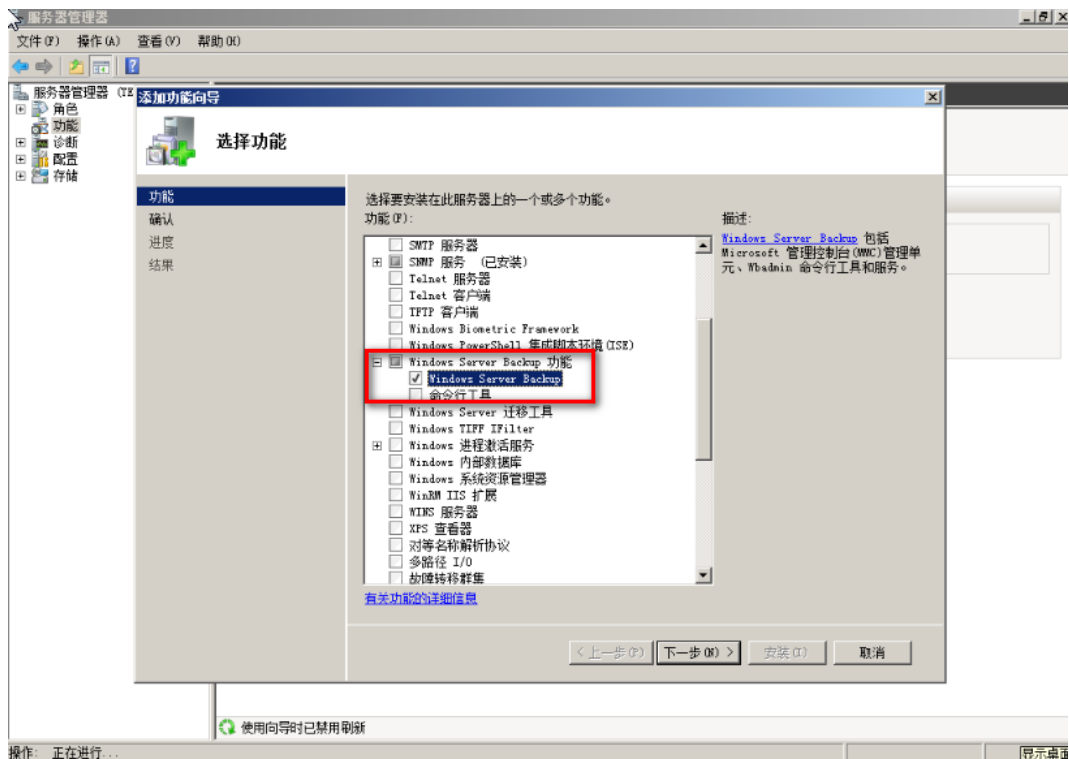 服务器管理器
文件(F) 操作(A) 查看(V) 帮助(H)
服务器管理器 (TE
角色
功能
诊断
配置
存储
添加功能向导
选择功能
功能
确认
进度
结果
选择要安装在此服务器上的一个或多个功能。
功能(F):
SMTP 服务器
SNMP 服务 (已安装)
Telnet 服务器
Telnet 客户端
TFTP 客户端
Windows Biometric Framework
Windows PowerShell 集成脚本环境(ISE)
Windows Server Backup 功能
Windows Server Backup
命令行工具
Windows Server 迁移工具
Windows TIFF IFilter
Windows 进程激活服务
Windows 内部数据库
Windows 系统资源管理器
WinRM IIS 扩展
WINS 服务器
XPS 查看器
对等名称解析协议
多路径 I/O
故障转移群集
有关功能的详细信息
描述:
Windows Server Backup 包括
Microsoft 管理控制台(MMC)管理单
元、Wbadmin 命令行工具和服务。
< 上一步(P) 下一步(N) > 安装(I) 取消
使用向导时已禁用刷新
操作: 正在进行...
显示桌面